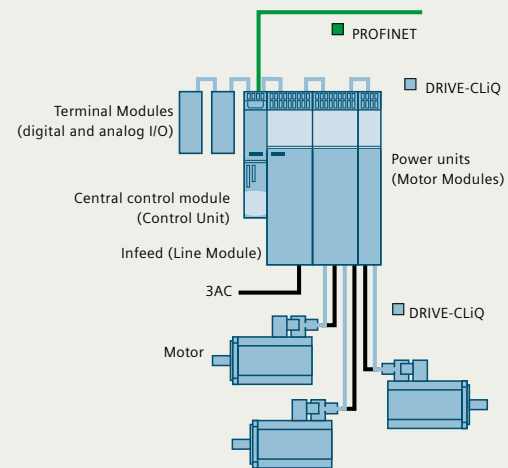 PROFINET
DRIVE-CLiQ
Terminal Modules
(digital and analog I/O)
Power units
(Motor Modules)
Central control module
(Control Unit)
Infeed (Line Module)
3AC
DRIVE-CLiQ
Motor